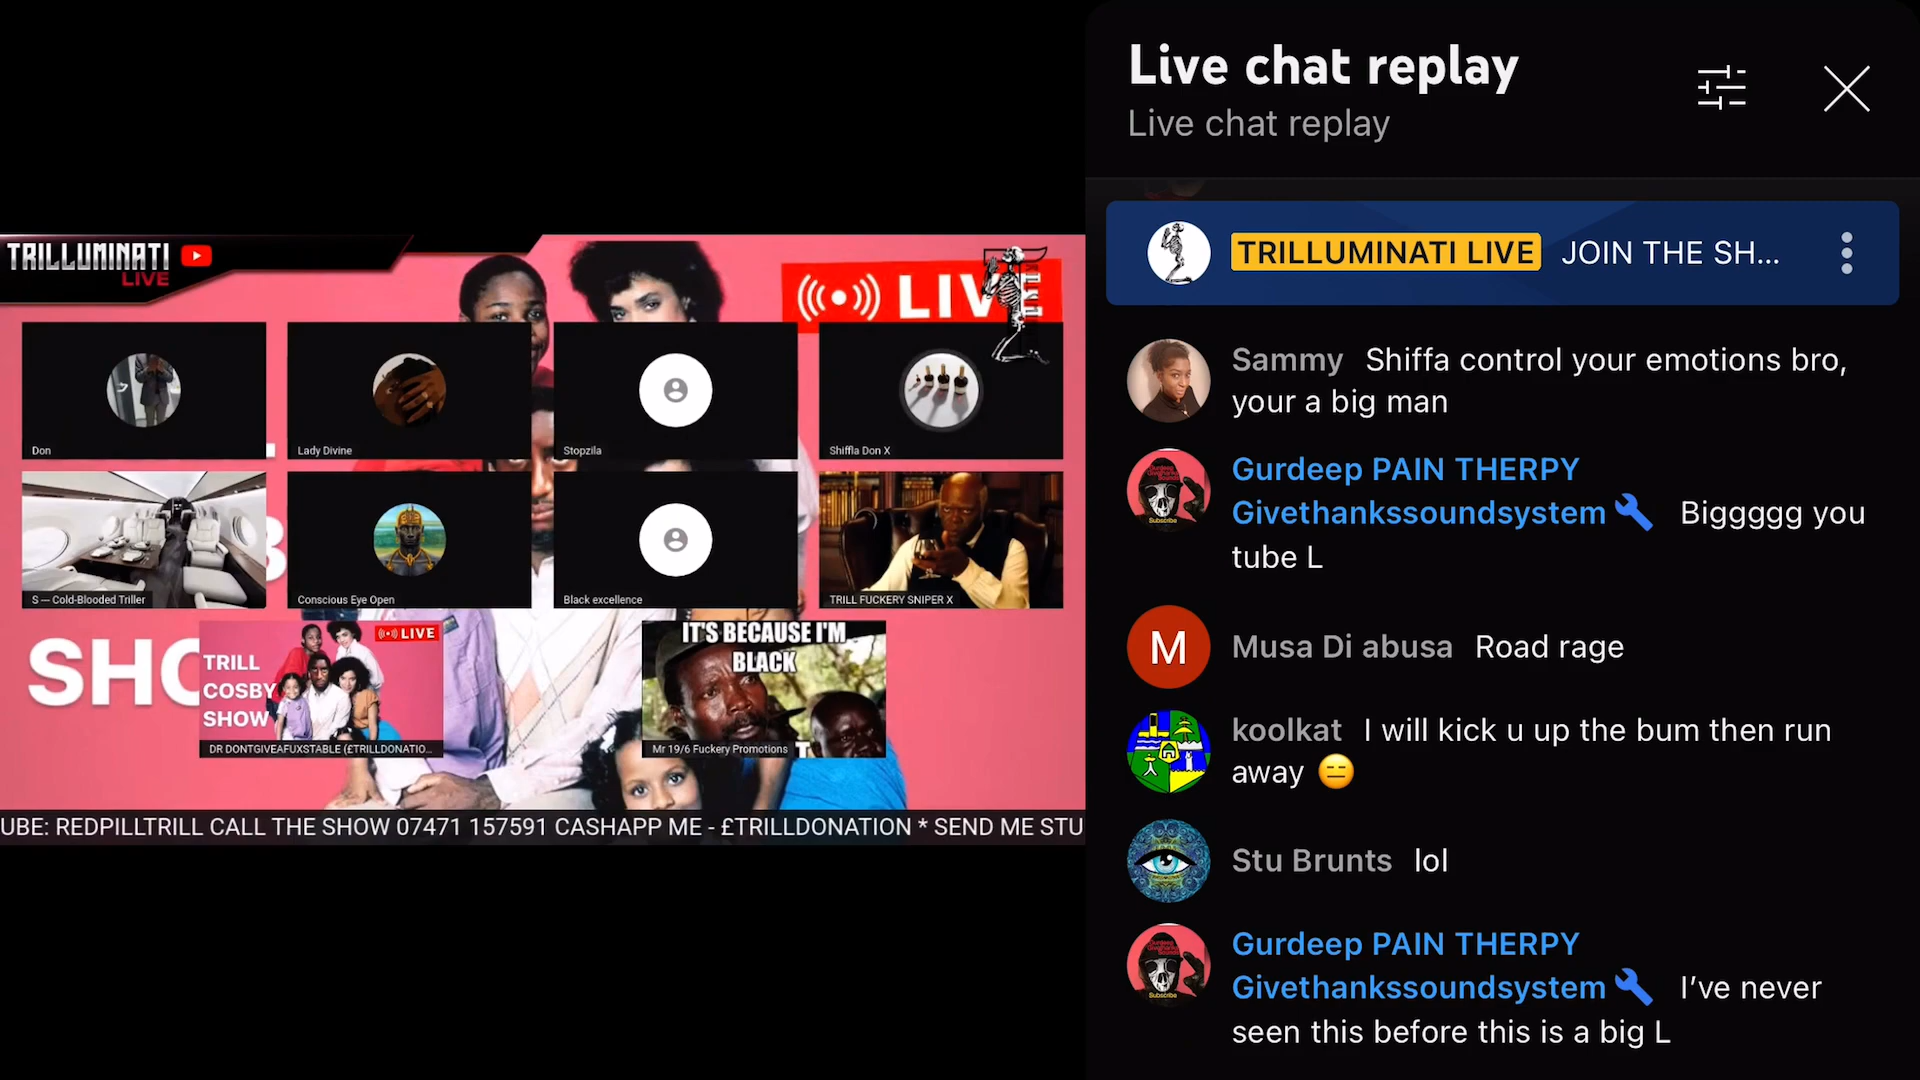 TRILLUMINATI
LIVE
LIVE
Don
Lady Divine
Stopzila
Shiffla Don X
S — Cold-Blooded Triller
Conscious Eye Open
Black excellence
TRILL FUCKERY SNIPER X
SHO
LIVE
TRILL
COSBY
SHOW
DR DONTGIVEAFUXSTABLE (£TRILLDONATIO...
IT'S BECAUSE I'M
BLACK
Mr 19/6 Fuckery Promotions
UBE: REDPILLTRILL CALL THE SHOW 07471 157591 CASHAPP ME - £TRILLDONATION * SEND ME STU
Live chat replay
Live chat replay
TRILLUMINATI LIVE JOIN THE SH...
Sammy Shiffa control your emotions bro,
your a big man
Gurdeep PAIN THERPY
Givethankssoundsystem Biggggg you
tube L
M
Musa Di abusa Road rage
koolkat I will kick u up the bum then run
away 😑
Stu Brunts lol
Gurdeep PAIN THERPY
Givethankssoundsystem I’ve never
seen this before this is a big L